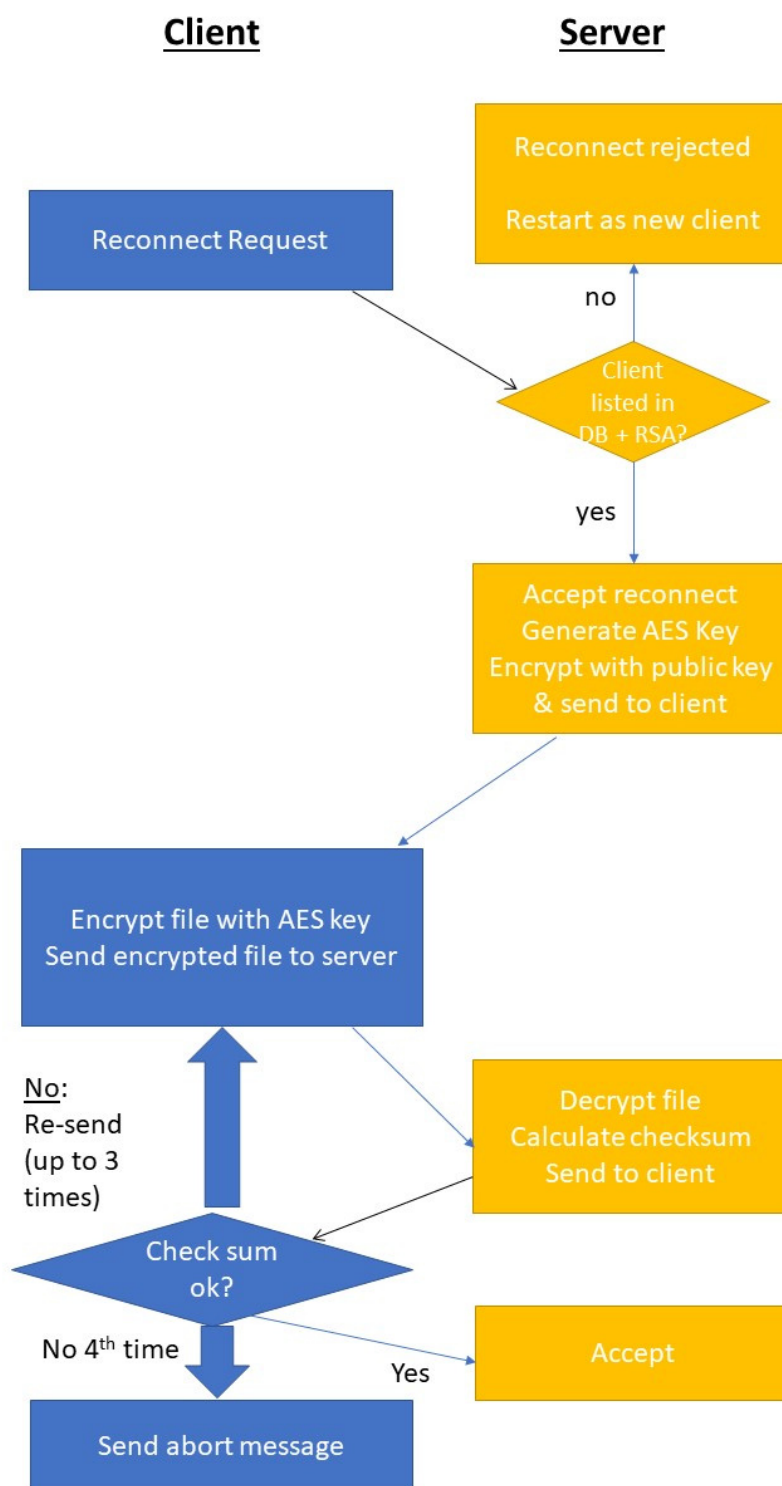 Client
Server
Reconnect rejected
Restart as new client
Reconnect Request
no
Client
listed in
DB + RSA?
yes
Accept reconnect
Generate AES Key
Encrypt with public key
& send to client
Encrypt file with AES key
Send encrypted file to server
No:
Re-send
(up to 3
times)
Decrypt file
Calculate checksum
Send to client
Check sum
ok?
No 4th time
Yes
Accept
Send abort message